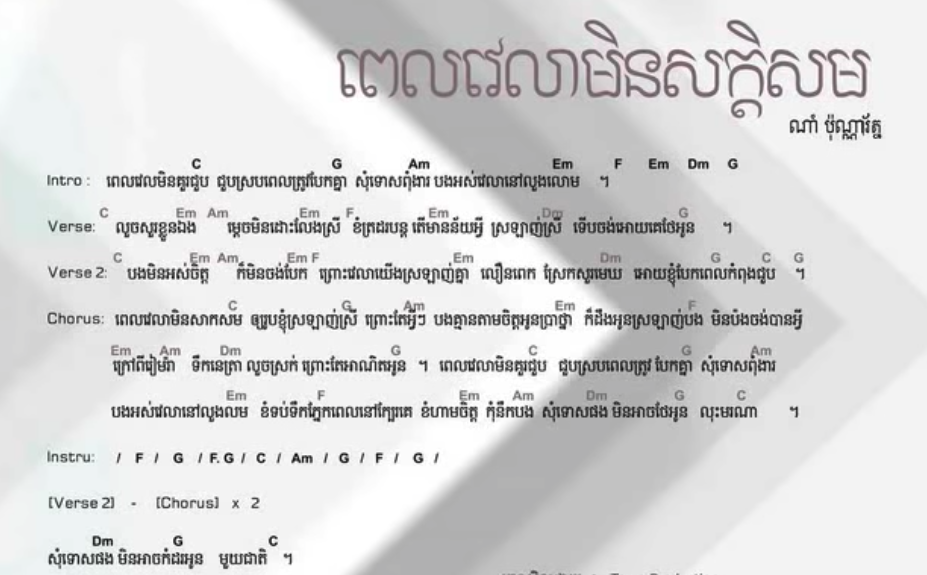 ពេលវេលាមិនសក្តិសម
ណាំ ប៊ុណ្ណារ័ត្ន
C G Am Em F Em Dm G
Intro : ពេលវេលមិនគួរជួប ជួបស្របពេលត្រូវបែកគ្នា សុំទោសពុំងារ បងអស់វេលានៅលួងលោម ។
C Em Am Em F Em Dm G
Verse: លួចសួរខ្លួនឯង ម្តេចមិនដោះលែងស្រី ខំត្រដរបន្ត តើមានន័យអ្វី ស្រឡាញ់ស្រី ទើបចង់អោយគេថែអូន ។
C Em Am Em F Dm G C G
Verse 2: បងមិនអស់ចិត្ត ក៏មិនចង់បែក ព្រោះវេលាយើងស្រឡាញ់គ្នា លឿនពេក ស្រែកសួរមេឃ អោយខ្ញុំបែកពេលកំពុងជួប ។
C G Am Em F
Chorus: ពេលវេលាមិនសាកសម ឲ្យរូបខ្ញុំស្រឡាញ់ស្រី ព្រោះតែអ្វីៗ បងគ្មានតាមចិត្តអូនប្រាថ្នា ក៏ដឹងអូនស្រឡាញ់បង មិនប៉ងចង់បានអ្វី
Em Am Dm G C G Am
ក្រៅពីរៀមរ៉ា ទឹកនេត្រា លួចស្រក់ ព្រោះតែអាណិតអូន ។ ពេលវេលាមិនគួរជួប ជួបស្របពេលត្រូវ បែកគ្នា សុំទោសពុំងារ
Em F Em Am Dm G C
បងអស់វេលានៅលួងលម ខំទប់ទឹកភ្នែកពេលនៅក្បែរគេ ខំហាមចិត្ត កុំនឹកបង សុំទោសផង មិនអាចថែអូន លុះមរណា ។
Instru: / F / G / F. G / C / Am / G / F / G /
[Verse 2] - [Chorus] x 2
Dm G C
សុំទោសផង មិនអាចកំដរអូន មួយជាតិ ។